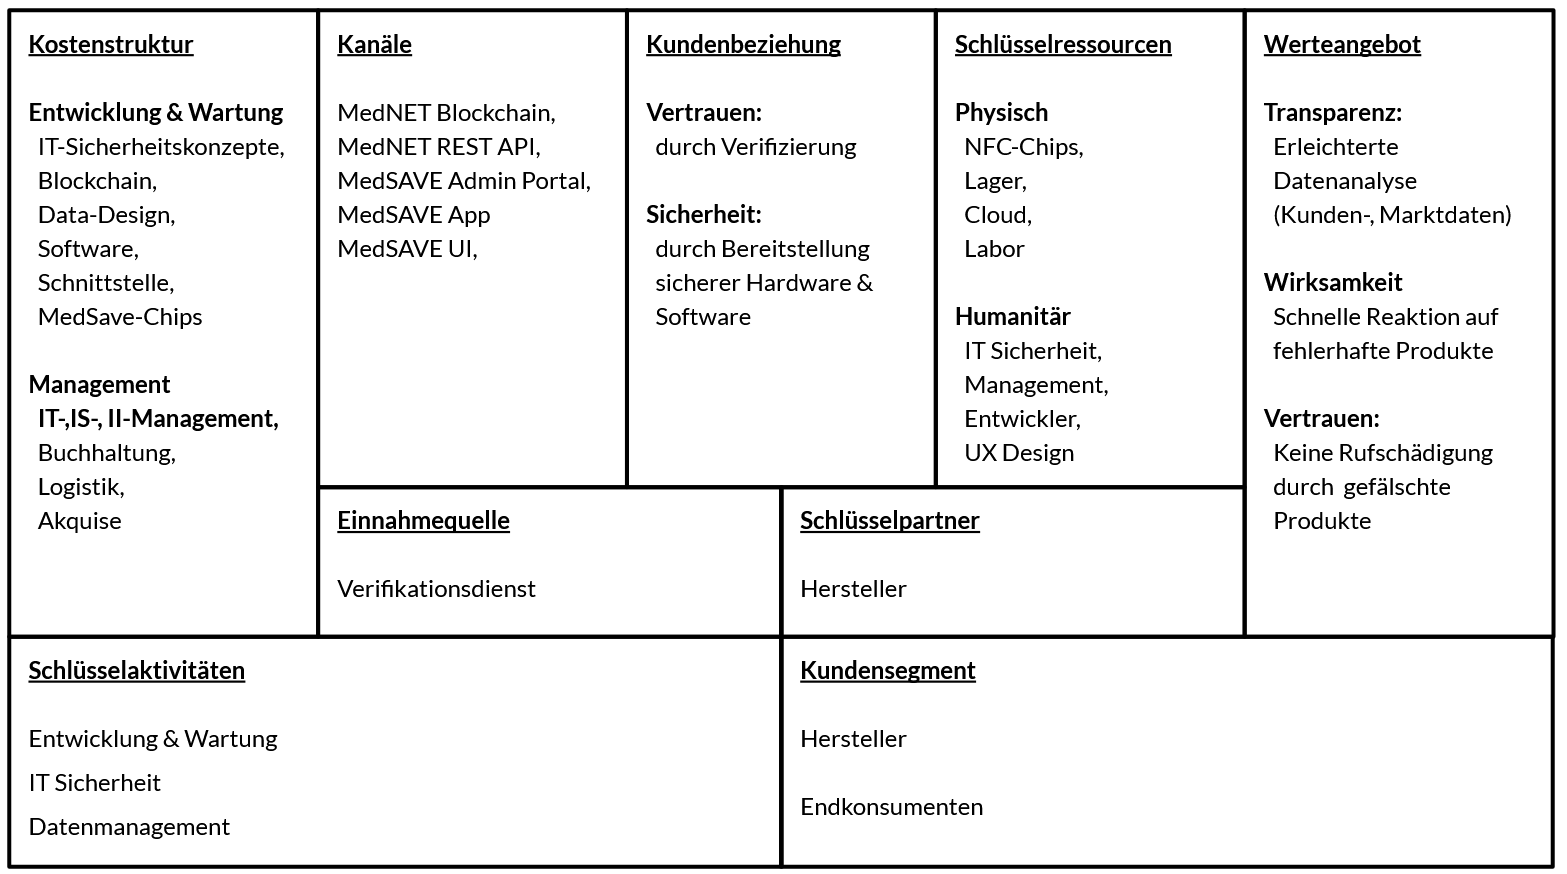 Kostenstruktur
Entwicklung & Wartung
IT-Sicherheitskonzepte,
Blockchain,
Data-Design,
Software,
Schnittstelle,
MedSave-Chips
Management
IT-,IS-, II-Management,
Buchhaltung,
Logistik,
Akquise
Kanäle
MedNET Blockchain,
MedNET REST API,
MedSAVE Admin Portal,
MedSAVE App
MedSAVE UI,
Kundenbeziehung
Vertrauen:
durch Verifizierung
Sicherheit:
durch Bereitstellung
sicherer Hardware &
Software
Schlüsselressourcen
Physisch
NFC-Chips,
Lager,
Cloud,
Labor
Humanitär
IT Sicherheit,
Management,
Entwickler,
UX Design
Werteangebot
Transparenz:
Erleichterte
Datenanalyse
(Kunden-, Marktdaten)
Wirksamkeit
Schnelle Reaktion auf
fehlerhafte Produkte
Vertrauen:
Keine Rufschädigung
durch  gefälschte
Produkte
Einnahmequelle
Verifikationsdienst
Schlüsselpartner
Hersteller
Schlüsselaktivitäten
Entwicklung & Wartung
IT Sicherheit
Datenmanagement
Kundensegment
Hersteller
Endkonsumenten